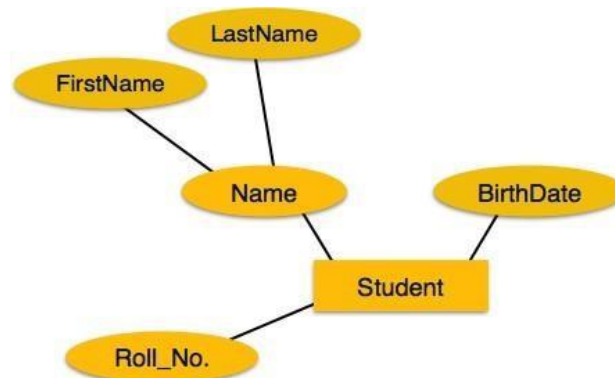 LastName
FirstName
Name
BirthDate
Student
Roll_No.